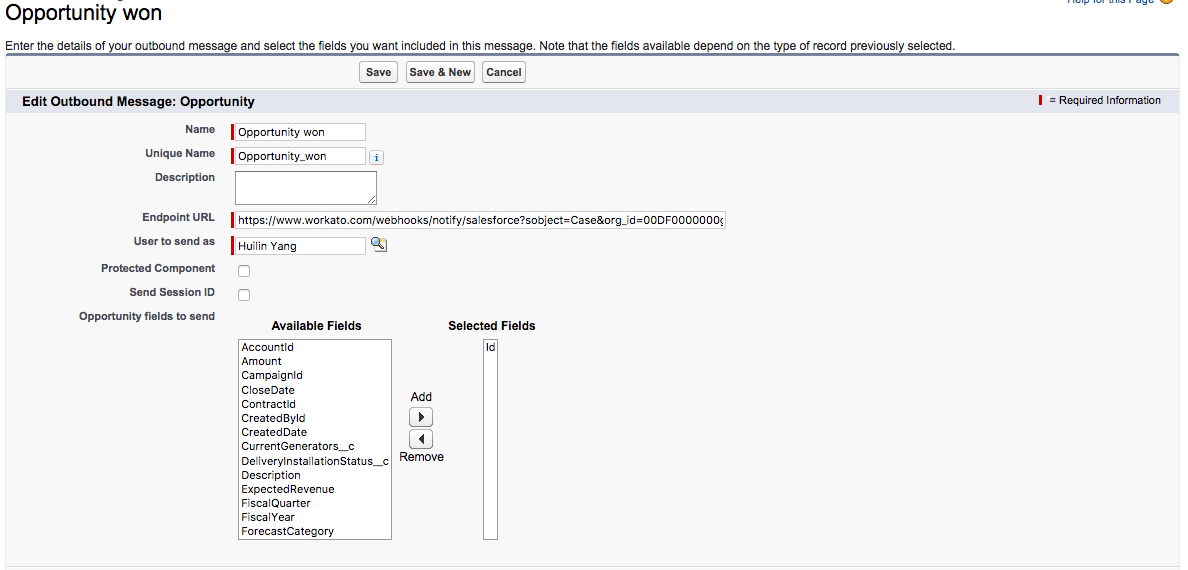 Help for this Page
Opportunity won
Enter the details of your outbound message and select the fields you want included in this message. Note that the fields available depend on the type of record previously selected.
Save Save & New Cancel
Edit Outbound Message: Opportunity = Required Information
Name Opportunity won
Unique Name Opportunity_won i
Description
Endpoint URL https://www.workato.com/webhooks/notify/salesforce?sobject=Case&org_id=00DF0000000g
User to send as Huilin Yang
Protected Component
Send Session ID
Opportunity fields to send
Available Fields Selected Fields
AccountId Id
Amount
CampaignId
CloseDate
ContractId
CreatedById
CreatedDate
CurrentGenerators__c
DeliveryInstallationStatus__c
Description
ExpectedRevenue
FiscalQuarter
FiscalYear
ForecastCategory
Add
Remove